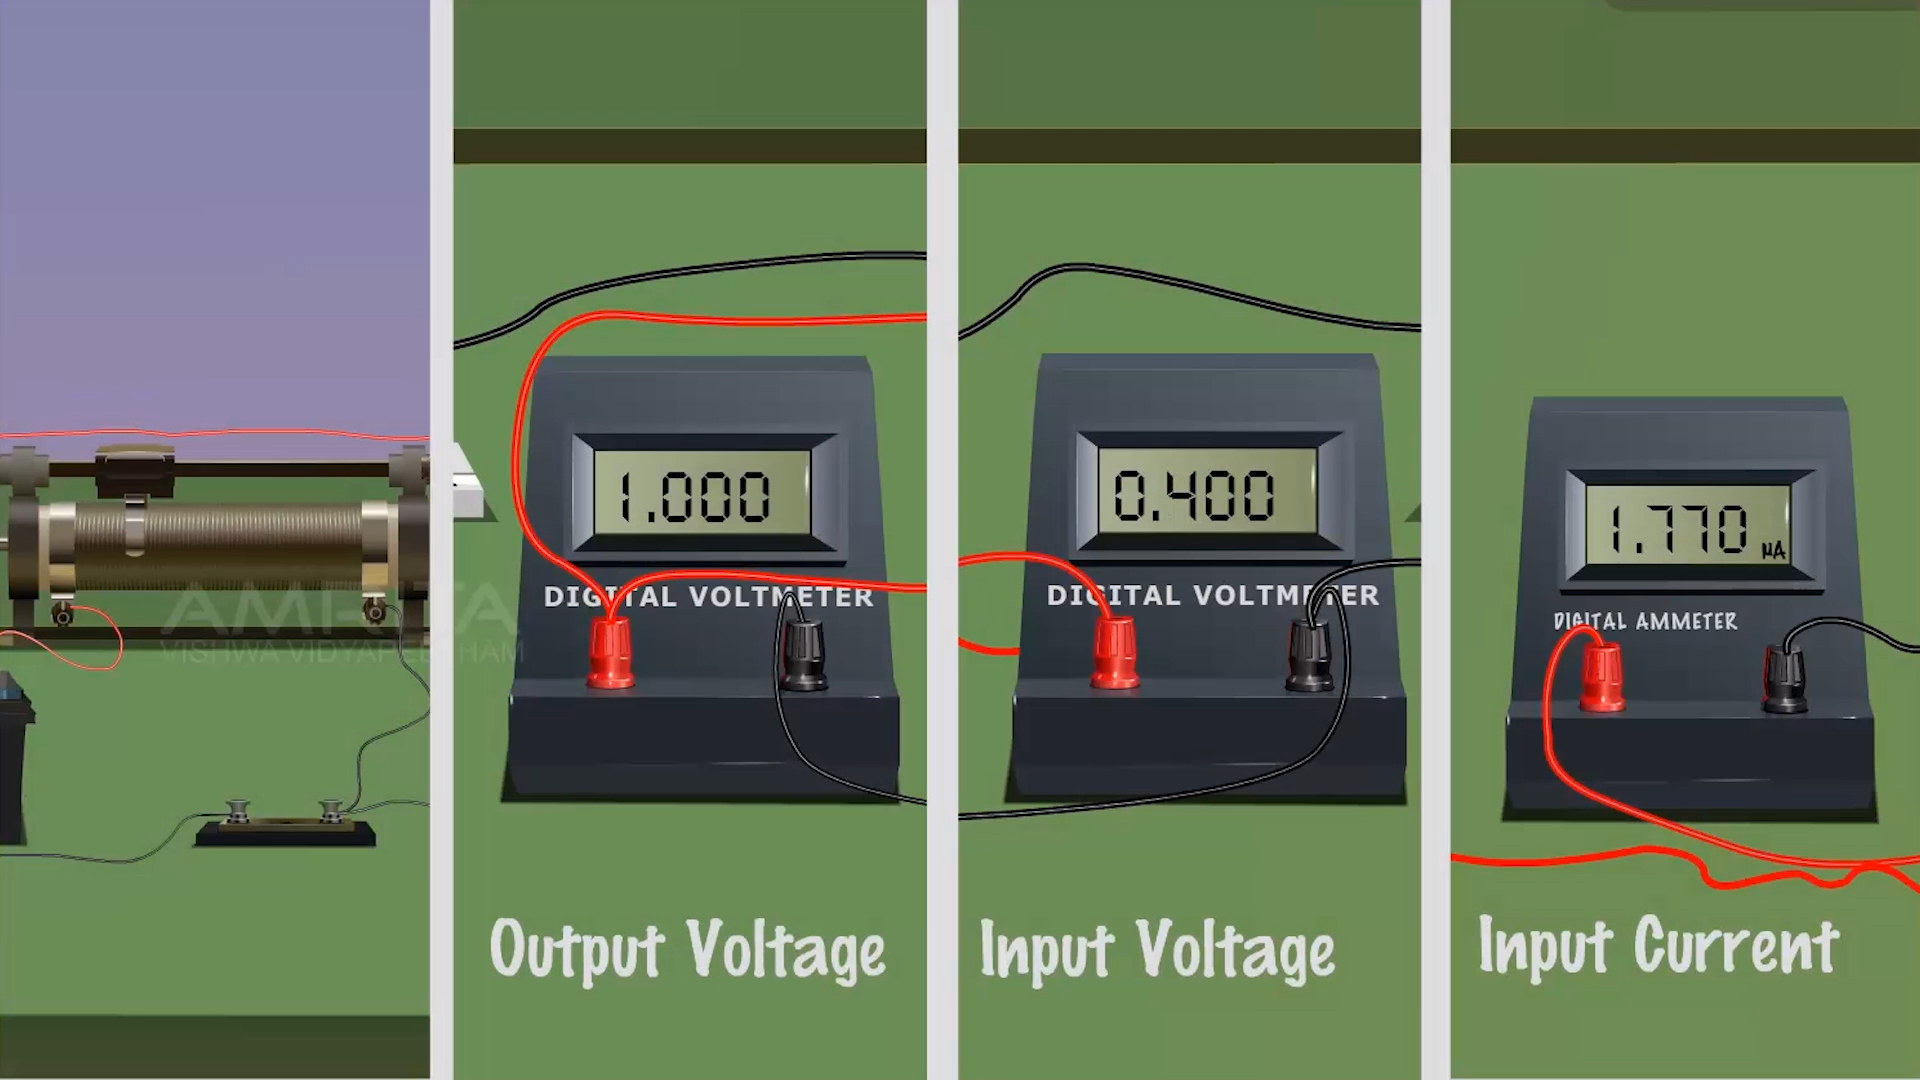 1.000
DIGITAL VOLTMETER
Output Voltage
0.400
DIGITAL VOLTMETER
Input Voltage
1.770 µA
DIGITAL AMMETER
Input Current
AMRITA
VISHWA VIDYAPEETHAM